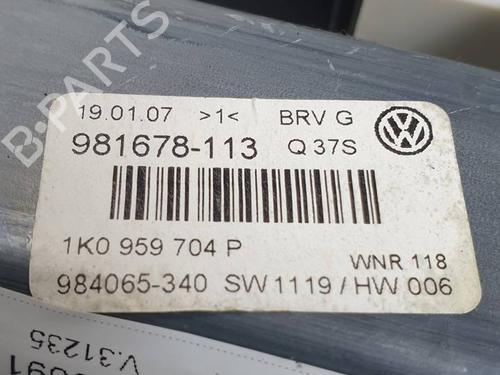 B-PARTS
19.01.07 >1< BRV G
981678-113 Q 37S
1K0 959 704 P
WNR 118
984065-340 SW 1119 / HW 006
V.31235